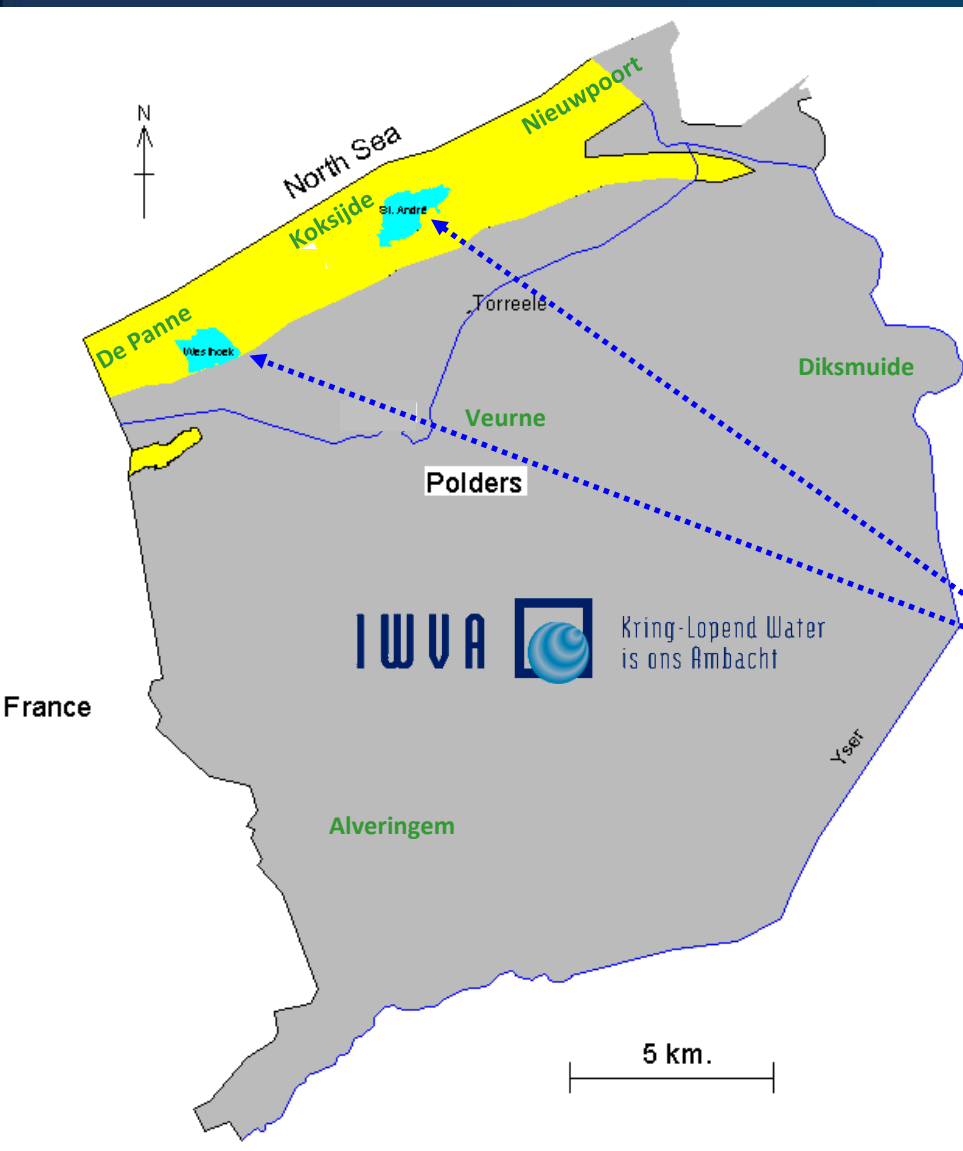 N
North Sea
Nieuwpoort
Koksijde
St. André
De Panne
Westhoek
Torreele
Diksmuide
Veurne
Polders
IWVA
Kring-Lopend Water
is ons Ambacht
France
Yser
Alveringem
5 km.